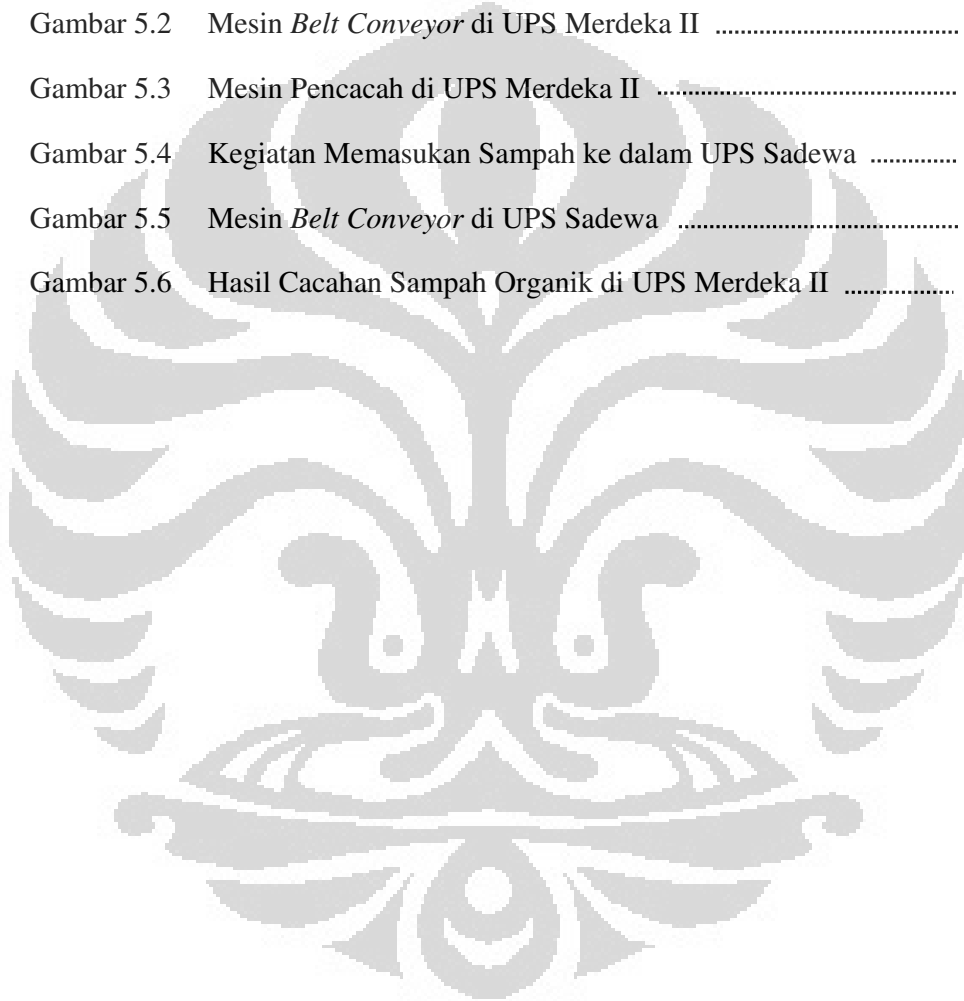 Gambar 5.2 Mesin Belt Conveyor di UPS Merdeka II ........................................
Gambar 5.3 Mesin Pencacah di UPS Merdeka II .................................................
Gambar 5.4 Kegiatan Memasukan Sampah ke dalam UPS Sadewa ..............
Gambar 5.5 Mesin Belt Conveyor di UPS Sadewa ..............................................
Gambar 5.6 Hasil Cacahan Sampah Organik di UPS Merdeka II ..................